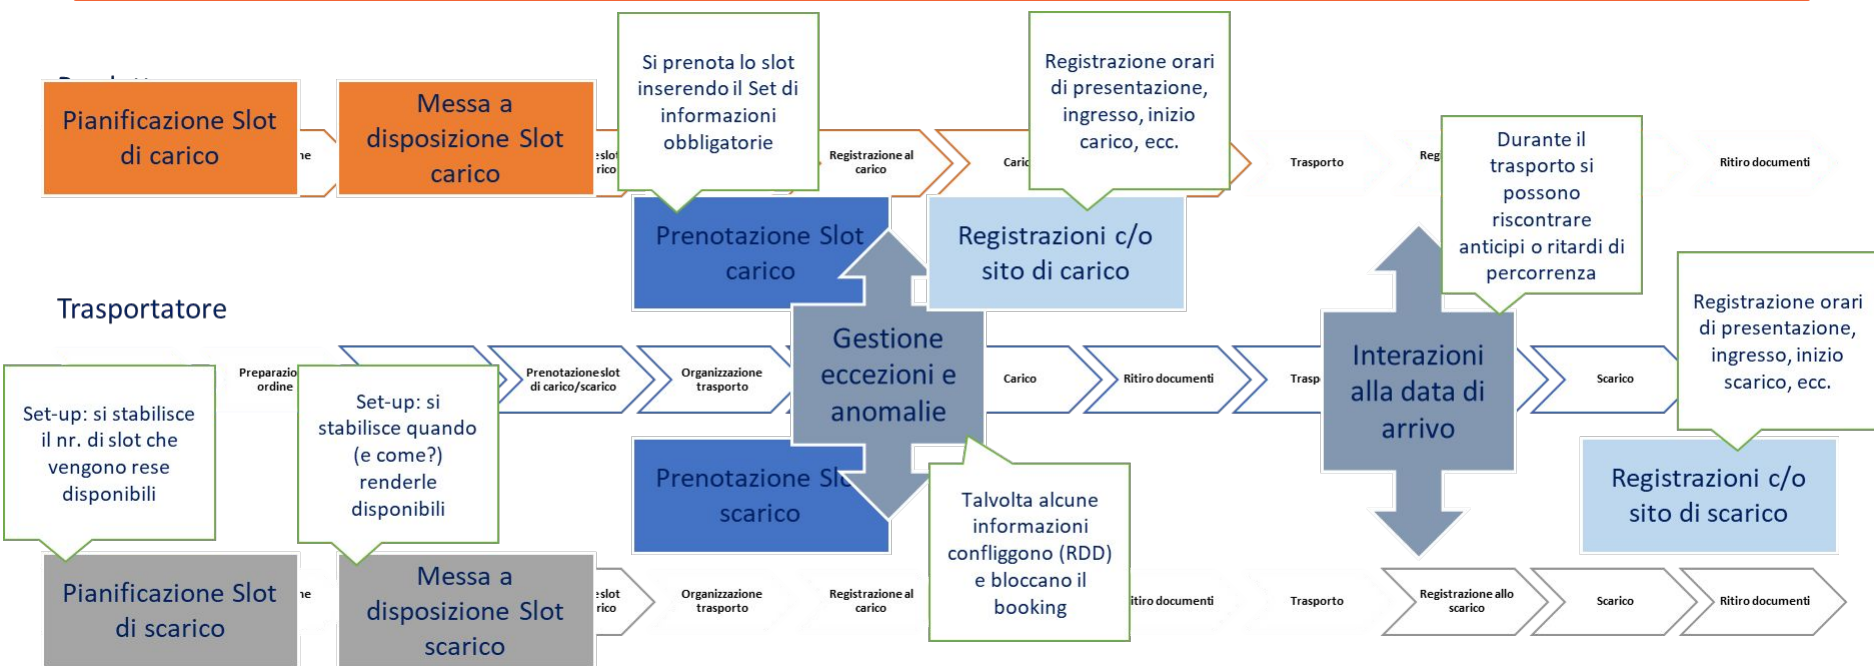 Si prenota lo slot
inserendo il Set di
informazioni
obbligatorie
Registrazione orari
di presentazione,
ingresso, inizio
carico, ecc.
Pianificazione Slot
di carico
Messa a
disposizione Slot
carico
Registrazione al
carico
Trasporto
Durante il
trasporto si
possono
riscontrare
anticipi o ritardi di
percorrenza
Ritiro documenti
Prenotazione Slot
carico
Registrazioni c/o
sito di carico
Trasportatore
Registrazione orari
di presentazione,
ingresso, inizio
scarico, ecc.
ordine
Prenotazione slot
di carico/scarico
Organizzazione
trasporto
Gestione
eccezioni e
anomalie
Carico
Ritiro documenti
Interazioni
alla data di
arrivo
Scarico
Set-up: si stabilisce
il nr. di slot che
vengono rese
disponibili
Set-up: si
stabilisce quando
(e come?)
renderle
disponibili
Prenotazione
scarico
Talvolta alcune
informazioni
confliggono (RDD)
e bloccano il
booking
Registrazioni c/o
sito di scarico
Pianificazione Slot
di scarico
Messa a
disposizione Slot
scarico
slot
Organizzazione
trasporto
Registrazione al
carico
documenti
Trasporto
Registrazione allo
scarico
Scarico
Ritiro documenti